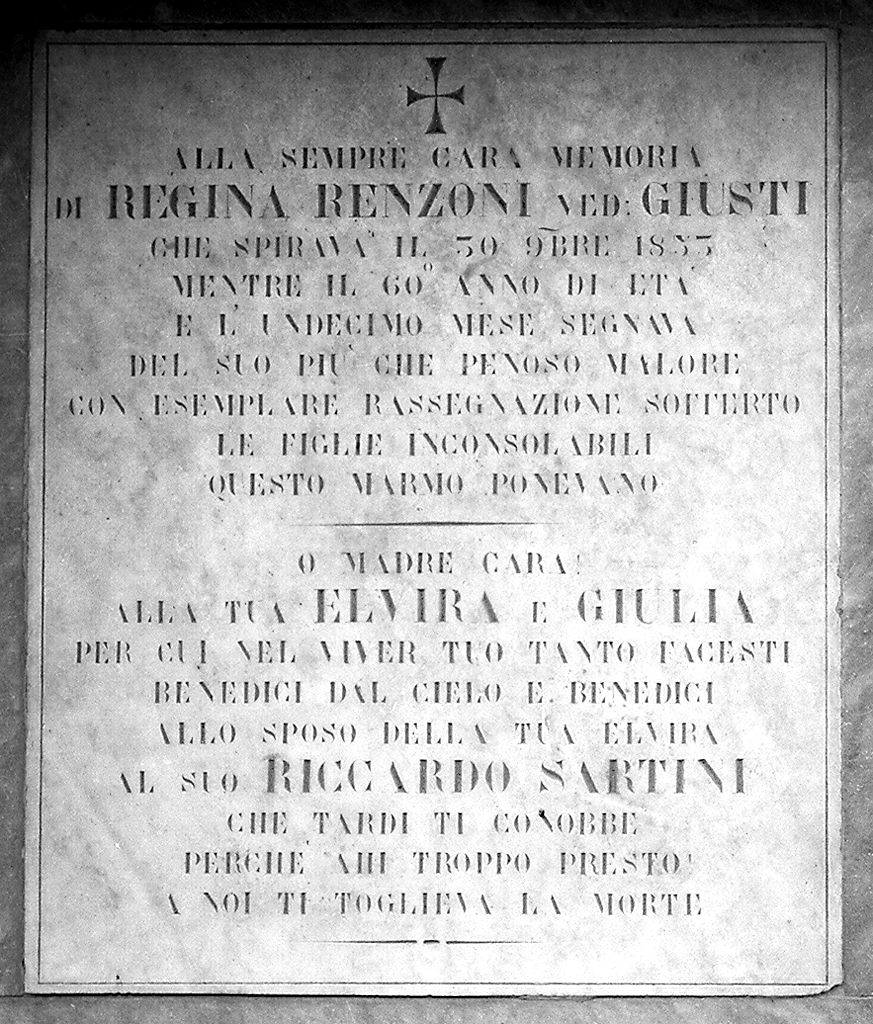 ALLA SEMPRE CARA MEMORIA
DI REGINA RENZONI VED: GIUSTI
CHE SPIRAVA IL 30 9BRE 1853
MENTRE IL 60° ANNO DI ETA
E L' UNDECIMO MESE SEGNAVA
DEL SUO PIU' CHE PENOSO MALORE
CON ESEMPLARE RASSEGNAZIONE SOFFERTO
LE FIGLIE INCONSOLABILI
QUESTO MARMO PONEVANO
O MADRE CARA!
ALLA TUA ELVIRA E GIULIA
PER CUI NEL VIVER TUO TANTO FACESTI
BENEDICI DAL CIELO E BENEDICI
ALLO SPOSO DELLA TUA ELVIRA
AL SUO RICCARDO SARTINI
CHE TARDI TI CONOBBE
PERCHE' AHI TROPPO PRESTO!
A NOI TI TOGLIEVA LA MORTE